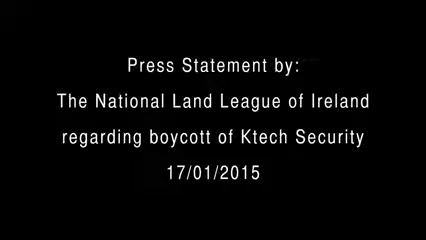 Press Statement by:
The National Land League of Ireland
regarding boycott of Ktech Security
17/01/2015